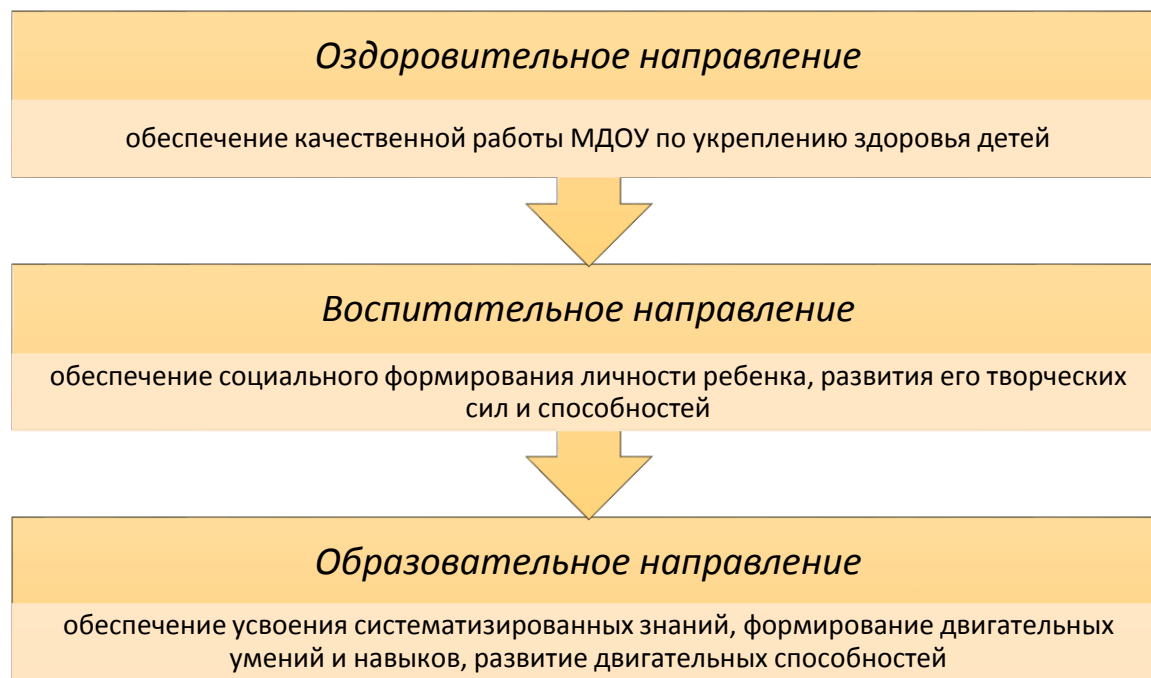 Оздоровительное направление
обеспечение качественной работы МДОУ по укреплению здоровья детей
Воспитательное направление
обеспечение социального формирования личности ребенка, развития его творческих
сил и способностей
Образовательное направление
обеспечение усвоения систематизированных знаний, формирование двигательных
умений и навыков, развитие двигательных способностей